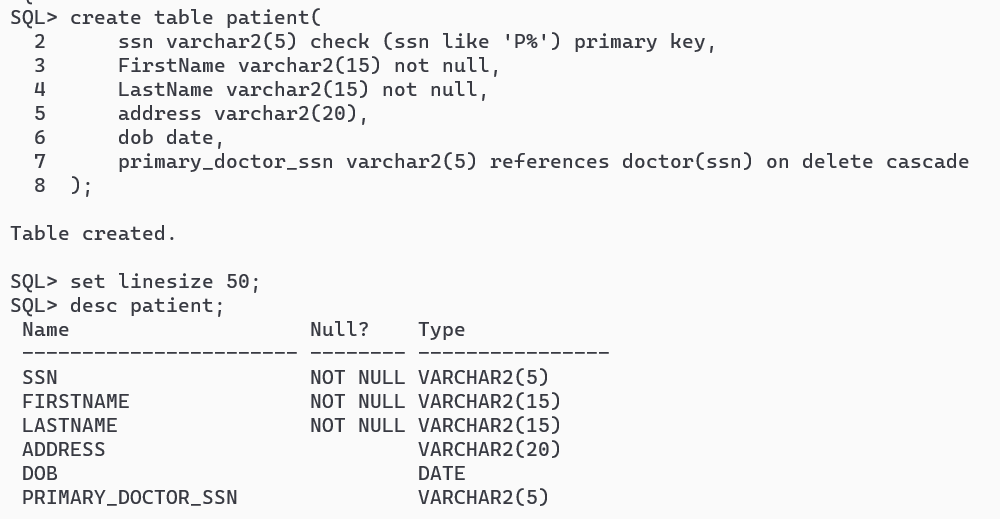 SQL> create table patient(
  2      ssn varchar2(5) check (ssn like 'P%') primary key,
  3      FirstName varchar2(15) not null,
  4      LastName varchar2(15) not null,
  5      address varchar2(20),
  6      dob date,
  7      primary_doctor_ssn varchar2(5) references doctor(ssn) on delete cascade
  8  );
Table created.
SQL> set linesize 50;
SQL> desc patient;
 Name                    Null?    Type
 ----------------------- -------- ----------------
 SSN                     NOT NULL VARCHAR2(5)
 FIRSTNAME               NOT NULL VARCHAR2(15)
 LASTNAME                NOT NULL VARCHAR2(15)
 ADDRESS                          VARCHAR2(20)
 DOB                              DATE
 PRIMARY_DOCTOR_SSN               VARCHAR2(5)